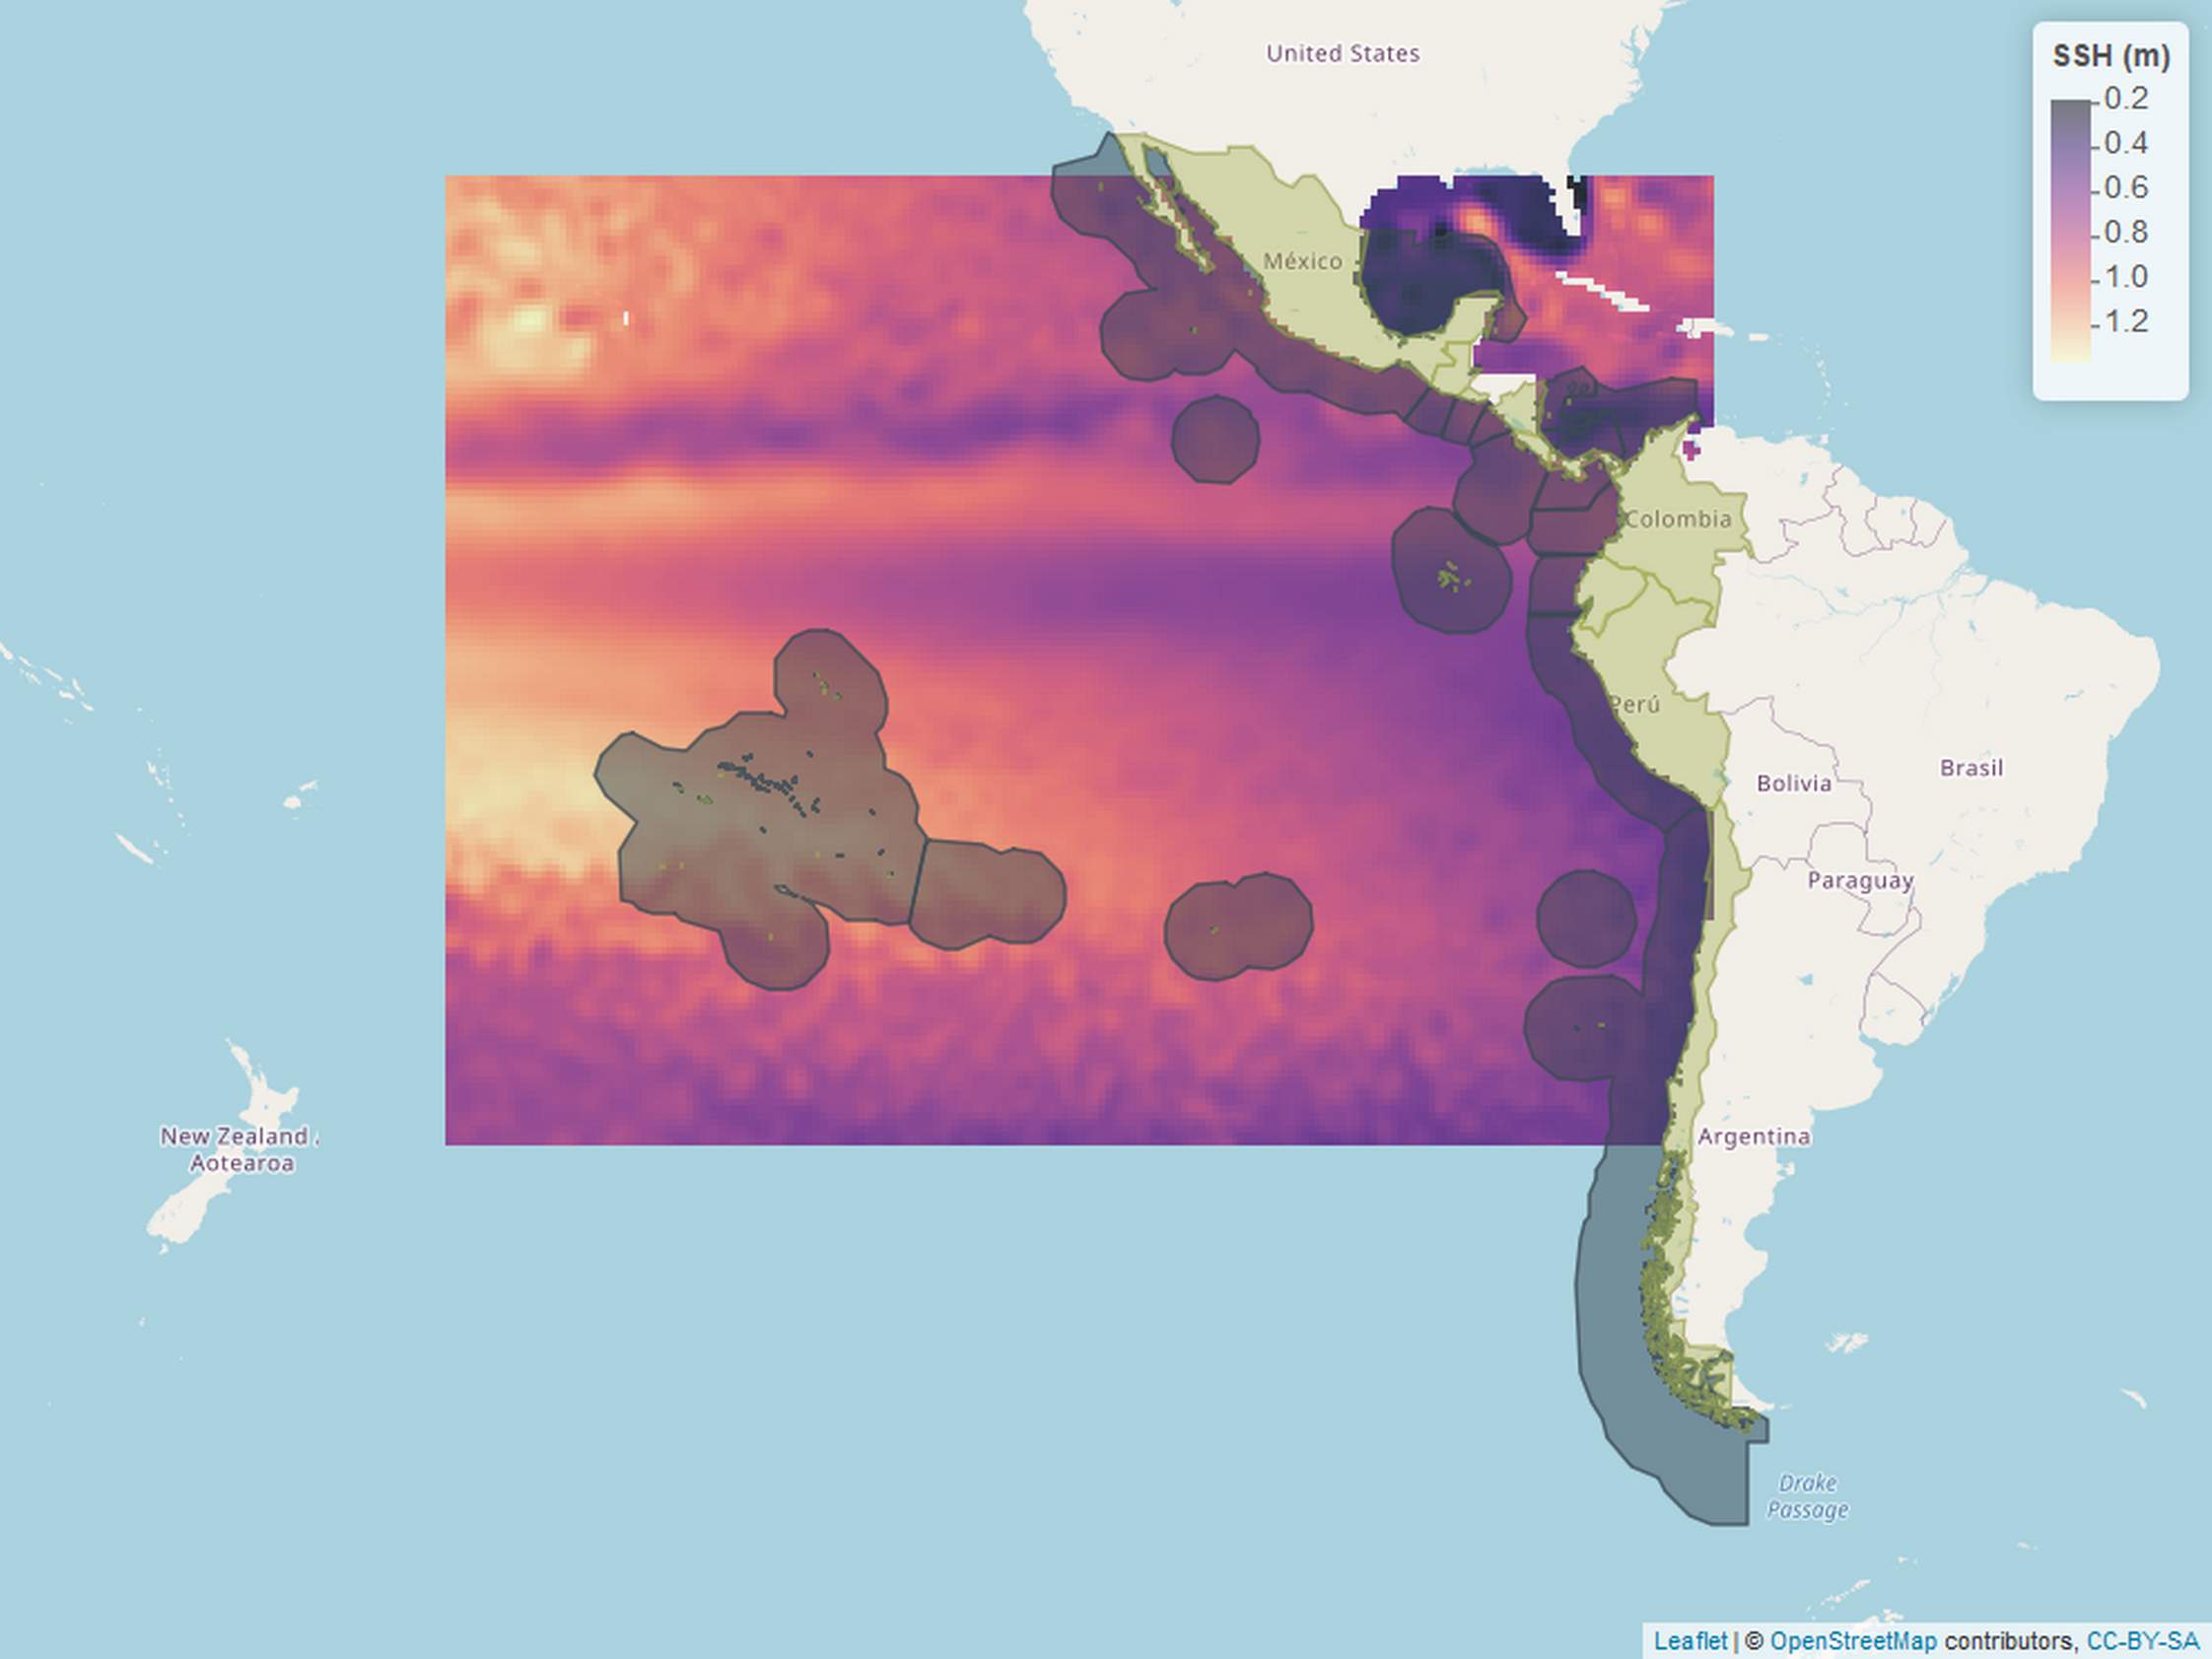 United States
SSH (m)
0.2
0.4
0.6
0.8
1.0
1.2
México
Colombia
Perú
Bolivia
Brasil
Paraguay
New Zealand
Aotearoa
Argentina
Drake
Passage
Leaflet | © OpenStreetMap contributors, CC-BY-SA